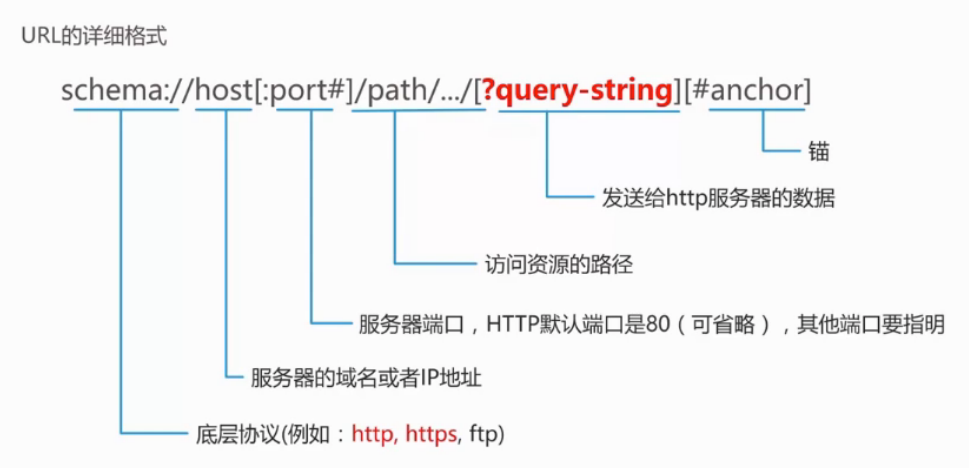 URL的详细格式
schema://host[:port#]/path/.../[?query-string][#anchor]
锚
发送给http服务器的数据
访问资源的路径
服务器端口，HTTP默认端口是80（可省略），其他端口要指明
服务器的域名或者IP地址
底层协议(例如：http, https, ftp)